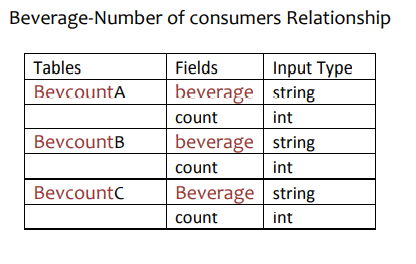 Beverage-Number of consumers Relationship
Tables Fields Input Type
BevcountA beverage string
count int
BevcountB beverage string
count int
BevcountC Beverage string
count int